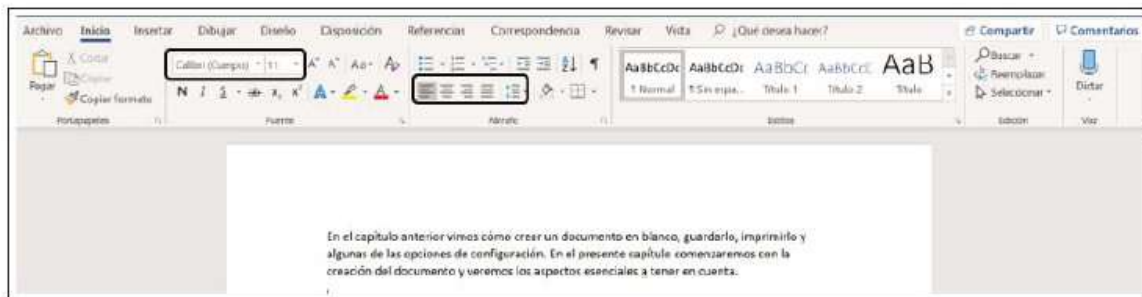 Archivo Inicio Insertar Dibujar Diseño Disposición Referencias Correspondencia Revisar Vista ¿Qué desea hacer? Compartir Comentarios
Pegar
Cortar
Copiar
Copiar formato
Portapapeles
Calibri (Cuerpo) 11
N
Fuente
Párrafo
AaBbCcDc AaBbCcDc AaBbCc AaBbCcC AaB
¶ Normal ¶ Sin espa... Título 1 Título 2 Título
Estilos
Buscar
Reemplazar
Seleccionar
Edición
Dictar
Voz
En el capítulo anterior vimos cómo crear un documento en blanco, guardarlo, imprimirlo y
algunas de las opciones de configuración. En el presente capítulo comenzaremos con la
creación del documento y veremos los aspectos esenciales a tener en cuenta.